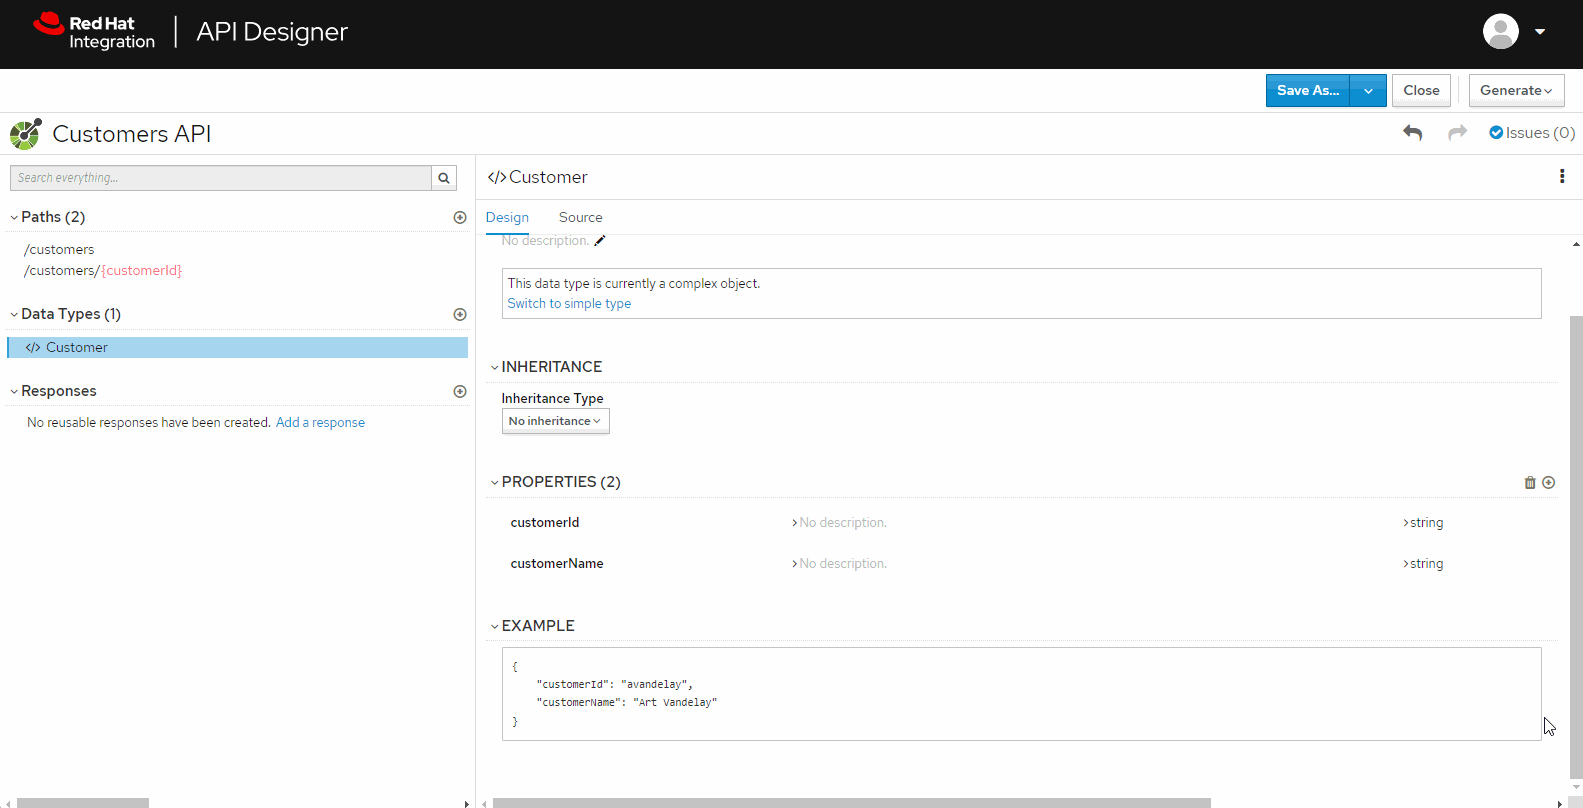 Red Hat
Integration
API Designer
Save As...
Close
Generate
Customers API
Issues (0)
Search everything...
</>Customer
Paths (2)
Design
Source
No description.
/customers
/customers/{customerId}
This data type is currently a complex object.
Switch to simple type
Data Types (1)
</> Customer
INHERITANCE
Responses
Inheritance Type
No inheritance
No reusable responses have been created. Add a response
PROPERTIES (2)
customerId
No description.
string
customerName
No description.
string
EXAMPLE
{
"customerId": "avandelay",
"customerName": "Art Vandelay"
}